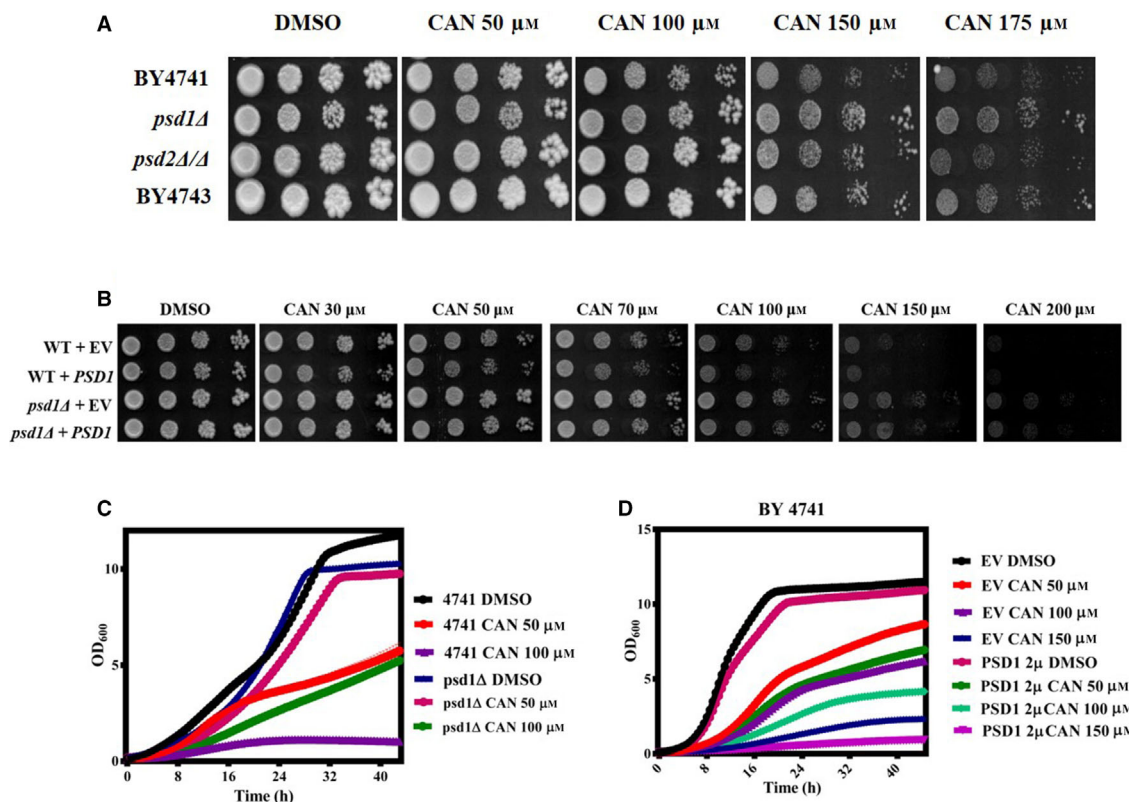 A
DMSO CAN 50 μM CAN 100 μM CAN 150 μM CAN 175 μM
BY4741
psd1Δ
psd2Δ/Δ
BY4743
B
DMSO CAN 30 μM CAN 50 μM CAN 70 μM CAN 100 μM CAN 150 μM CAN 200 μM
WT + EV
WT + PSD1
psd1Δ + EV
psd1Δ + PSD1
C
OD600
10
5
0
0 8 16 24 32 40
Time (h)
4741 DMSO
4741 CAN 50 μM
4741 CAN 100 μM
psd1Δ DMSO
psd1Δ CAN 50 μM
psd1Δ CAN 100 μM
D
BY 4741
OD600
15
10
5
0
0 8 16 24 32 40
Time (h)
EV DMSO
EV CAN 50 μM
EV CAN 100 μM
EV CAN 150 μM
PSD1 2μ DMSO
PSD1 2μ CAN 50 μM
PSD1 2μCAN 100 μM
PSD1 2μCAN 150 μM